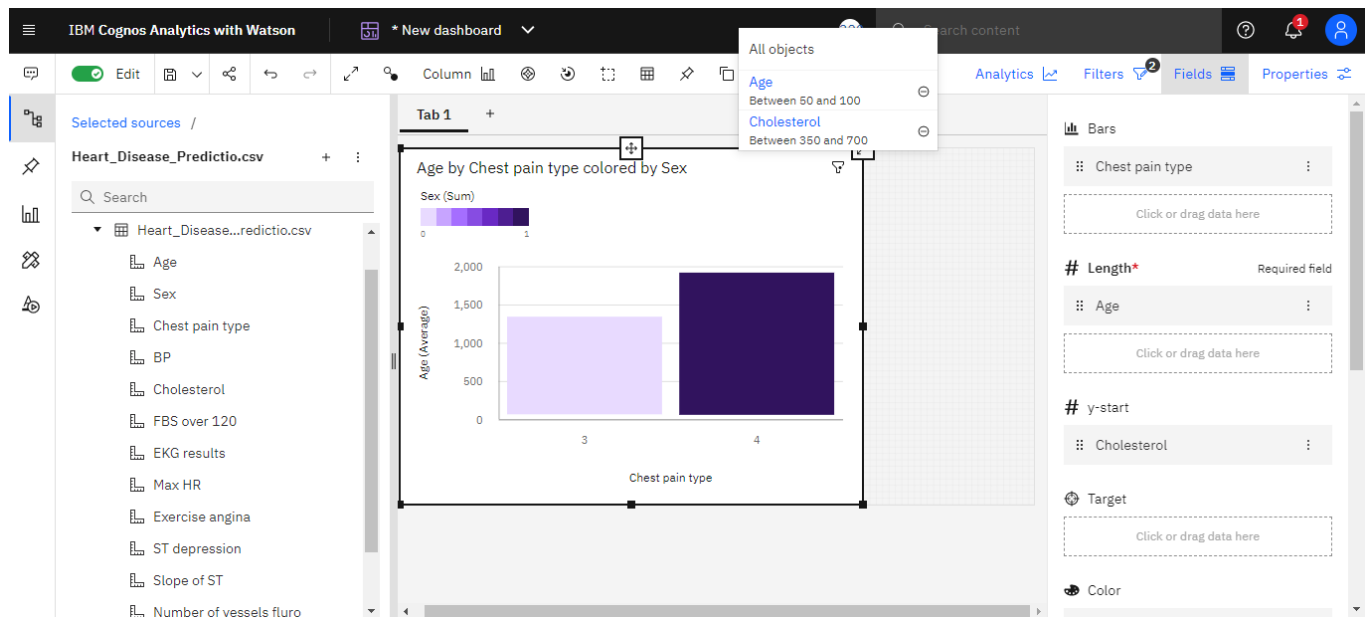 IBM Cognos Analytics with Watson
* New dashboard
Search content
1
Edit
Column
All objects
Age
Between 50 and 100
Cholesterol
Between 350 and 700
Analytics
Filters
2
Fields
Properties
Selected sources /
Heart_Disease_Predictio.csv
Search
Heart_Disease...redictio.csv
Age
Sex
Chest pain type
BP
Cholesterol
FBS over 120
EKG results
Max HR
Exercise angina
ST depression
Slope of ST
Number of vessels fluro
Tab 1
Age by Chest pain type colored by Sex
Sex (Sum)
0 1
Age (Average)
2,000
1,500
1,000
500
0
3 4
Chest pain type
Bars
Chest pain type
Click or drag data here
# Length* Required field
Age
Click or drag data here
# y-start
Cholesterol
Target
Click or drag data here
Color